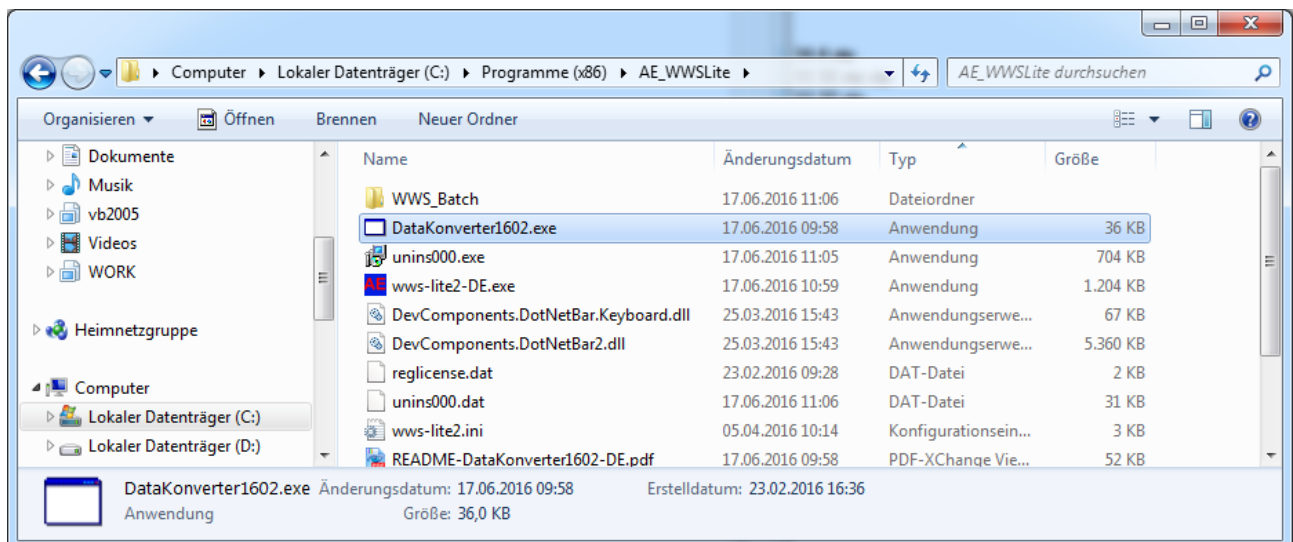 Computer ▸ Lokaler Datenträger (C:) ▸ Programme (x86) ▸ AE_WWSLite ▸ AE_WWSLite durchsuchen
Organisieren Öffnen Brennen Neuer Ordner
Dokumente
Musik
vb2005
Videos
WORK
Heimnetzgruppe
Computer
Lokaler Datenträger (C:)
Lokaler Datenträger (D:)
Name Änderungsdatum Typ Größe
WWS_Batch 17.06.2016 11:06 Dateiordner
DataKonverter1602.exe 17.06.2016 09:58 Anwendung 36 KB
unins000.exe 17.06.2016 11:05 Anwendung 704 KB
AE wws-lite2-DE.exe 17.06.2016 10:59 Anwendung 1.204 KB
DevComponents.DotNetBar.Keyboard.dll 25.03.2016 15:43 Anwendungserwe... 67 KB
DevComponents.DotNetBar2.dll 25.03.2016 15:43 Anwendungserwe... 5.360 KB
reglicense.dat 23.02.2016 09:28 DAT-Datei 2 KB
unins000.dat 17.06.2016 11:06 DAT-Datei 31 KB
wws-lite2.ini 05.04.2016 10:14 Konfigurationsein... 3 KB
README-DataKonverter1602-DE.pdf 17.06.2016 09:58 PDF-XChange Vie... 52 KB
DataKonverter1602.exe Änderungsdatum: 17.06.2016 09:58 Erstelldatum: 23.02.2016 16:36
Anwendung Größe: 36,0 KB